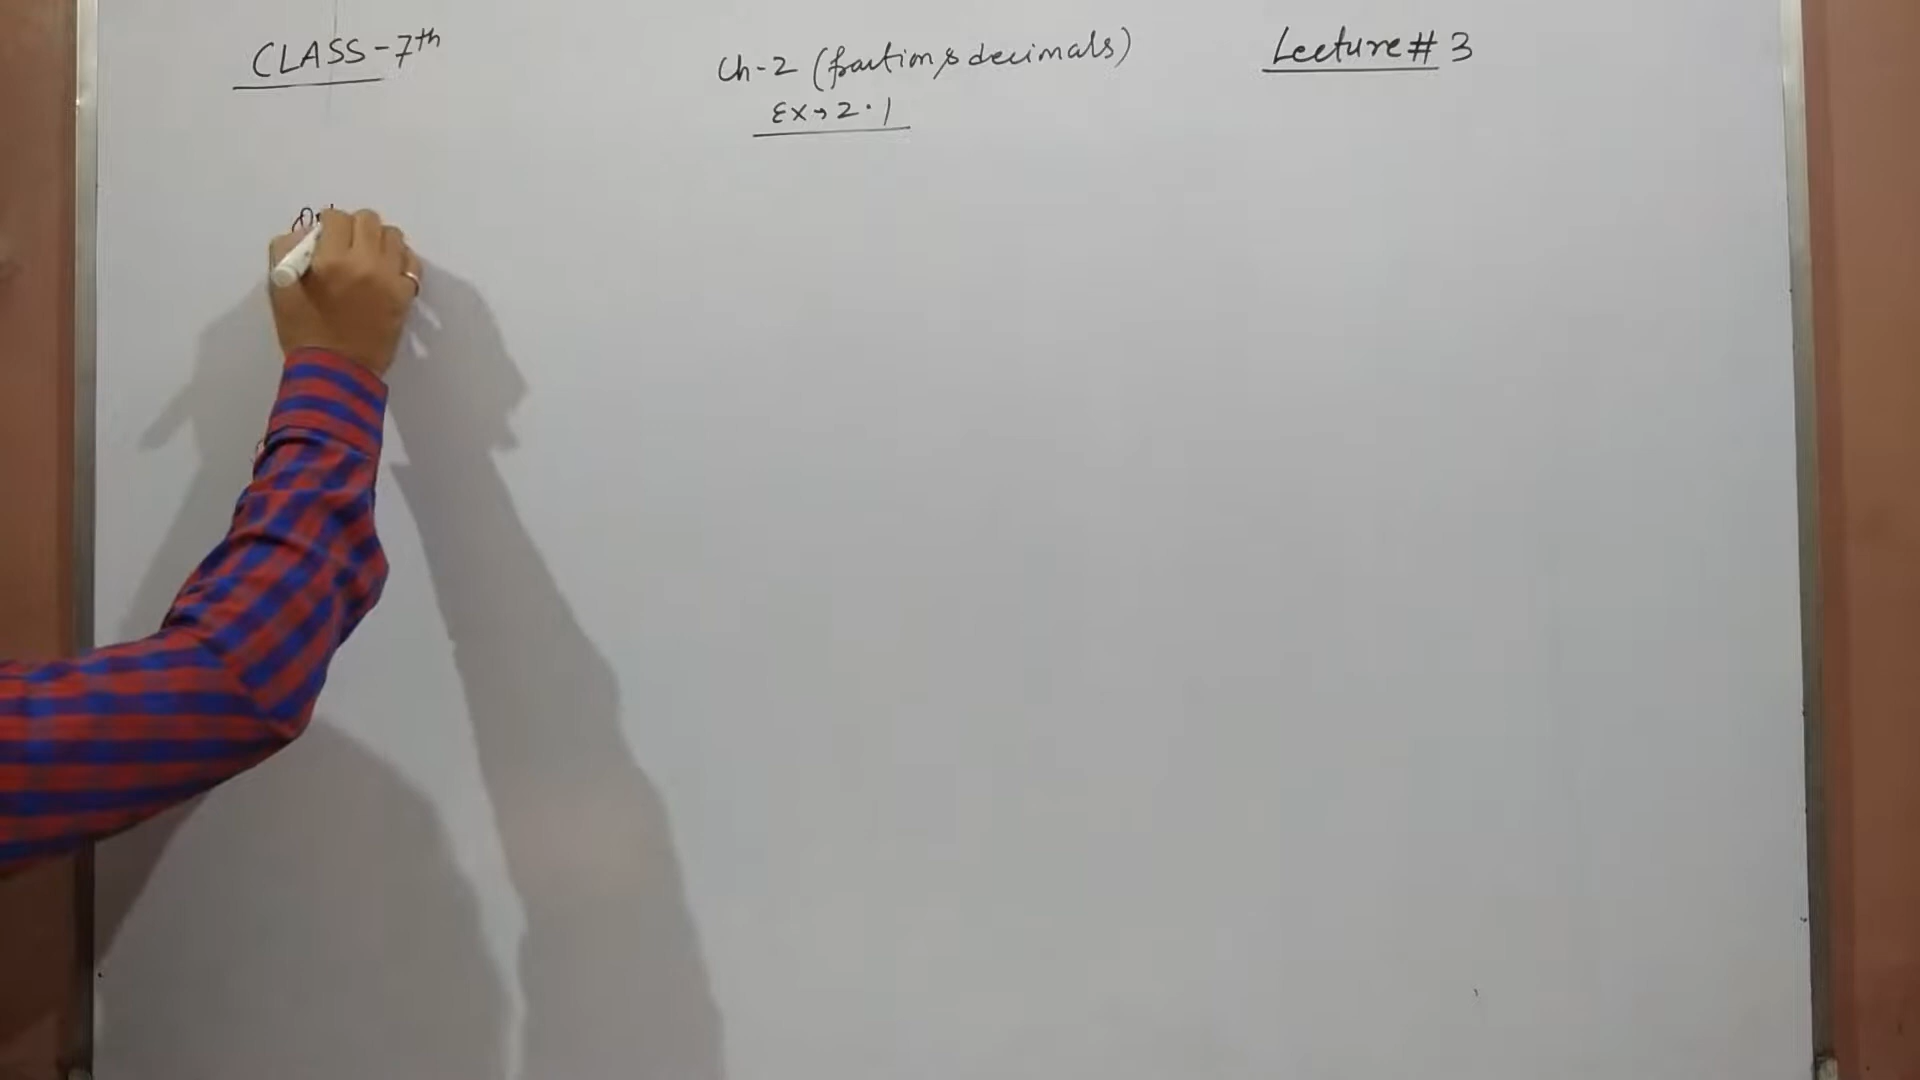 CLASS-7th
Ch-2 (fraction & decimals)
Ex→2.1
Lecture # 3